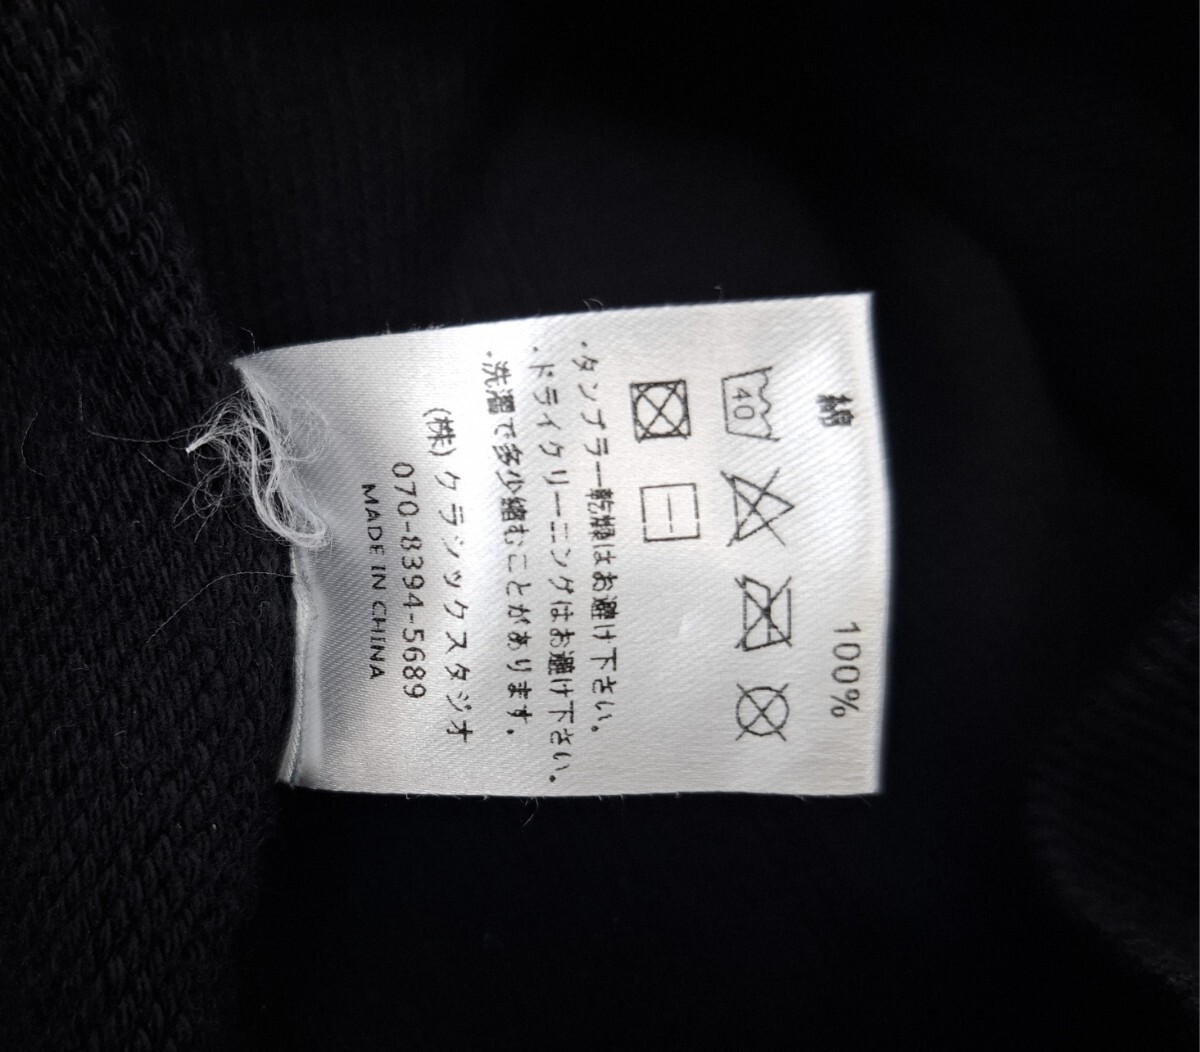 綿 100%
40
・タンブラー乾燥はお避け下さい。
・ドライクリーニングはお避け下さい。
・洗濯で多少縮むことがあります。
(株)クラシックスタジオ
070-8394-5689
MADE IN CHINA